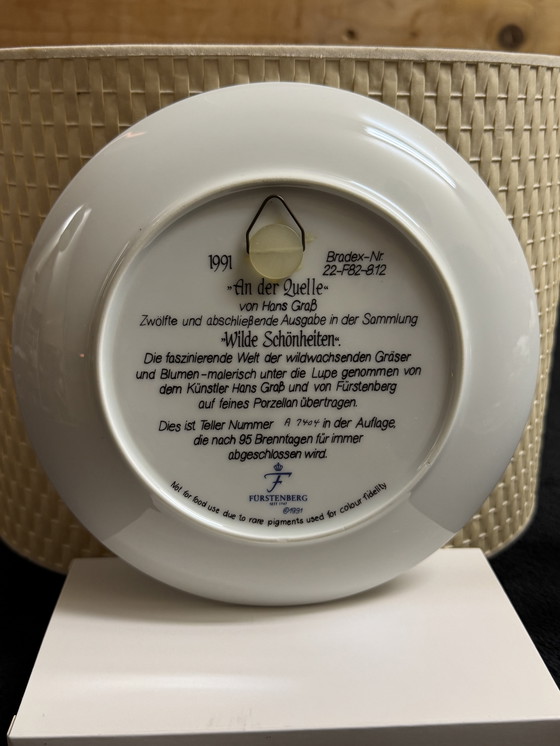 1991
Bradex-Nr.
22-F82-8.12
"An der Quelle"
von Hans Graß
Zwölfte und abschließende Ausgabe in der Sammlung
"Wilde Schönheiten".
Die faszinierende Welt der wildwachsenden Gräser
und Blumen-malerisch unter die Lupe genommen von
dem Künstler Hans Graß und von Fürstenberg
auf feines Porzellan übertragen.
Dies ist Teller Nummer A 7404 in der Auflage,
die nach 95 Brenntagen für immer
abgeschlossen wird.
F
FÜRSTENBERG
©1991
Not for food use due to rare pigments used for colour fidelity